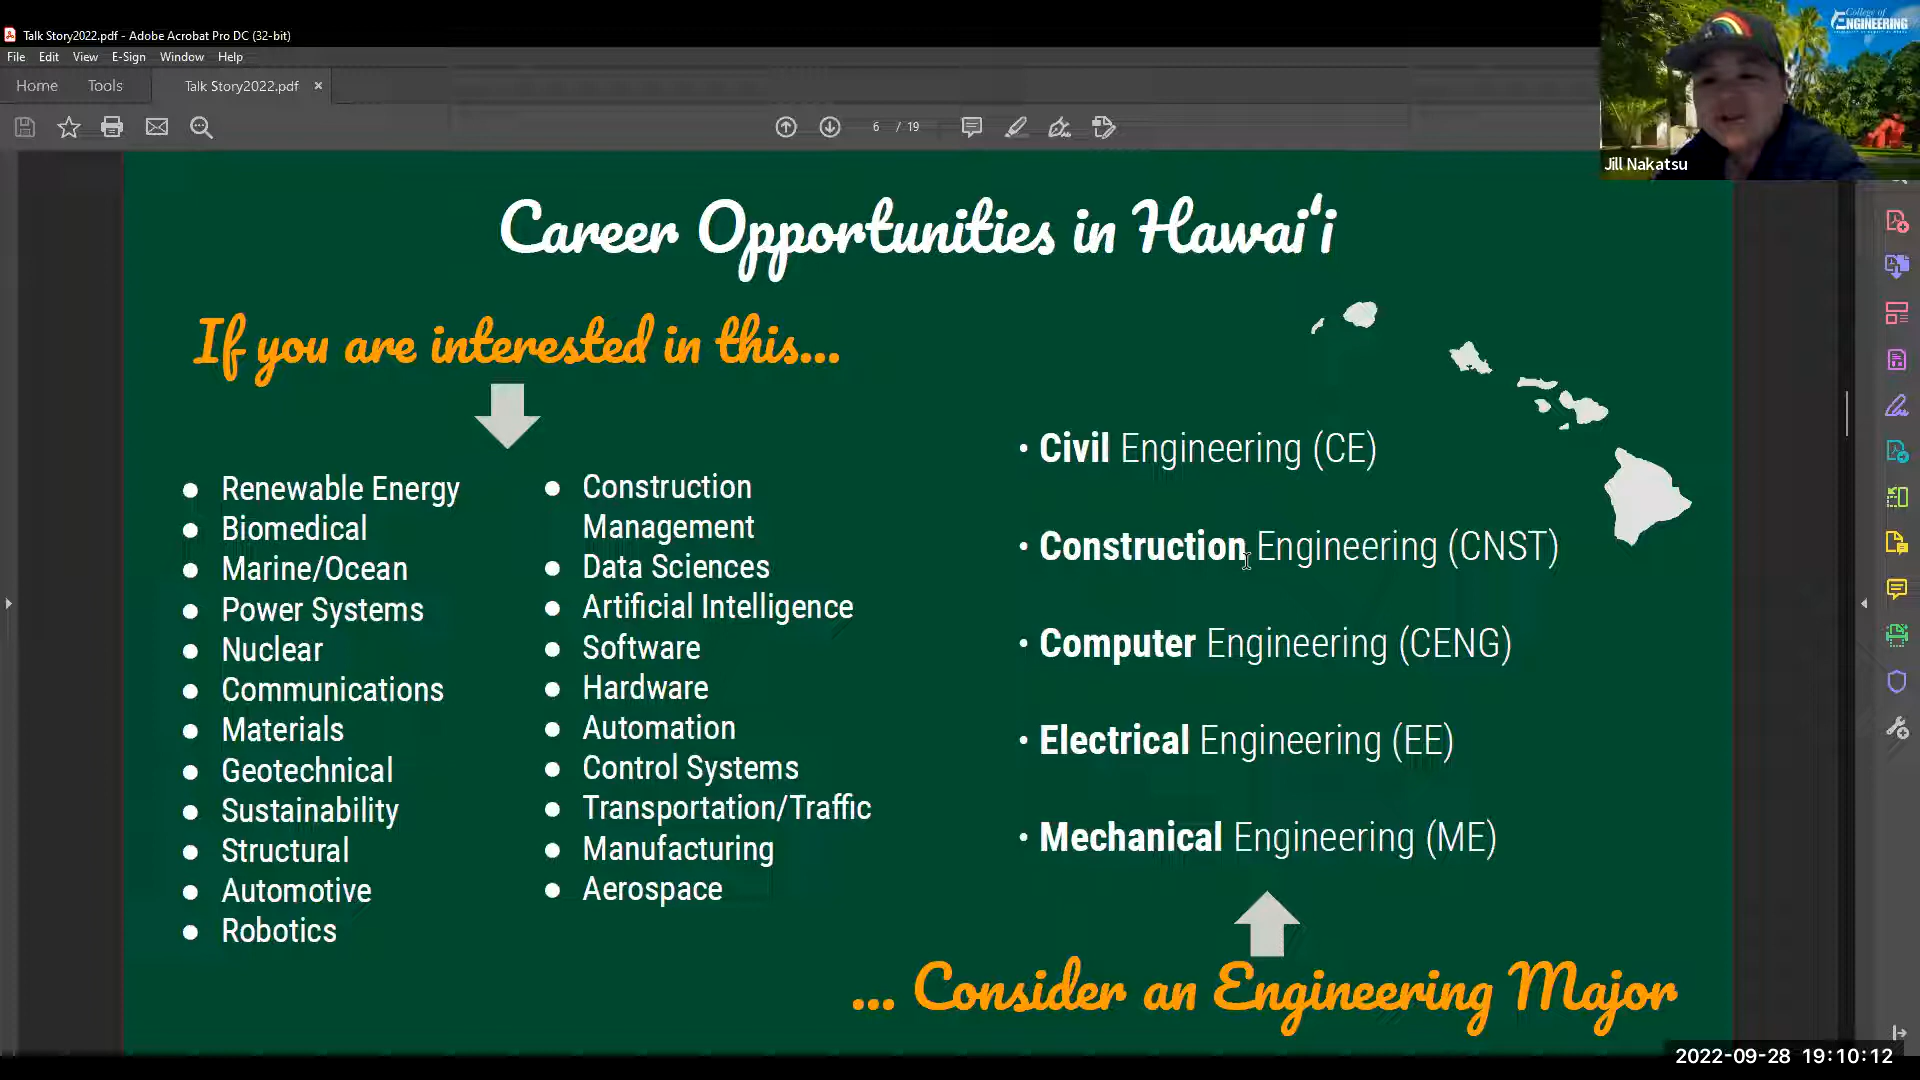 Talk Story2022.pdf - Adobe Acrobat Pro DC (32-bit)
File Edit View E-Sign Window Help
Home Tools Talk Story2022.pdf ×
6 / 19
College of
ENGINEERING
Jill Nakatsu
Career Opportunities in Hawaiʻi
If you are interested in this...
● Renewable Energy
● Biomedical
● Marine/Ocean
● Power Systems
● Nuclear
● Communications
● Materials
● Geotechnical
● Sustainability
● Structural
● Automotive
● Robotics
● Construction
Management
● Data Sciences
● Artificial Intelligence
● Software
● Hardware
● Automation
● Control Systems
● Transportation/Traffic
● Manufacturing
● Aerospace
• Civil Engineering (CE)
• Construction Engineering (CNST)
• Computer Engineering (CENG)
• Electrical Engineering (EE)
• Mechanical Engineering (ME)
... Consider an Engineering Major
2022-09-28 19:10:12